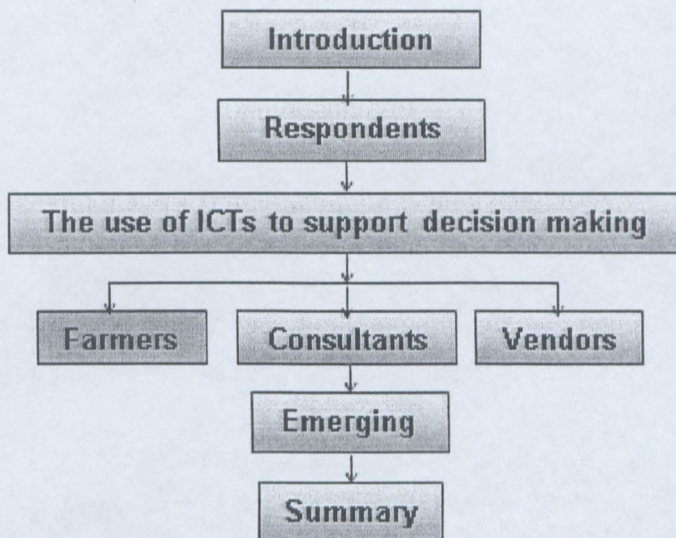 Introduction
Respondents
The use of ICTs to support decision making
Farmers
Consultants
Vendors
Emerging
Summary